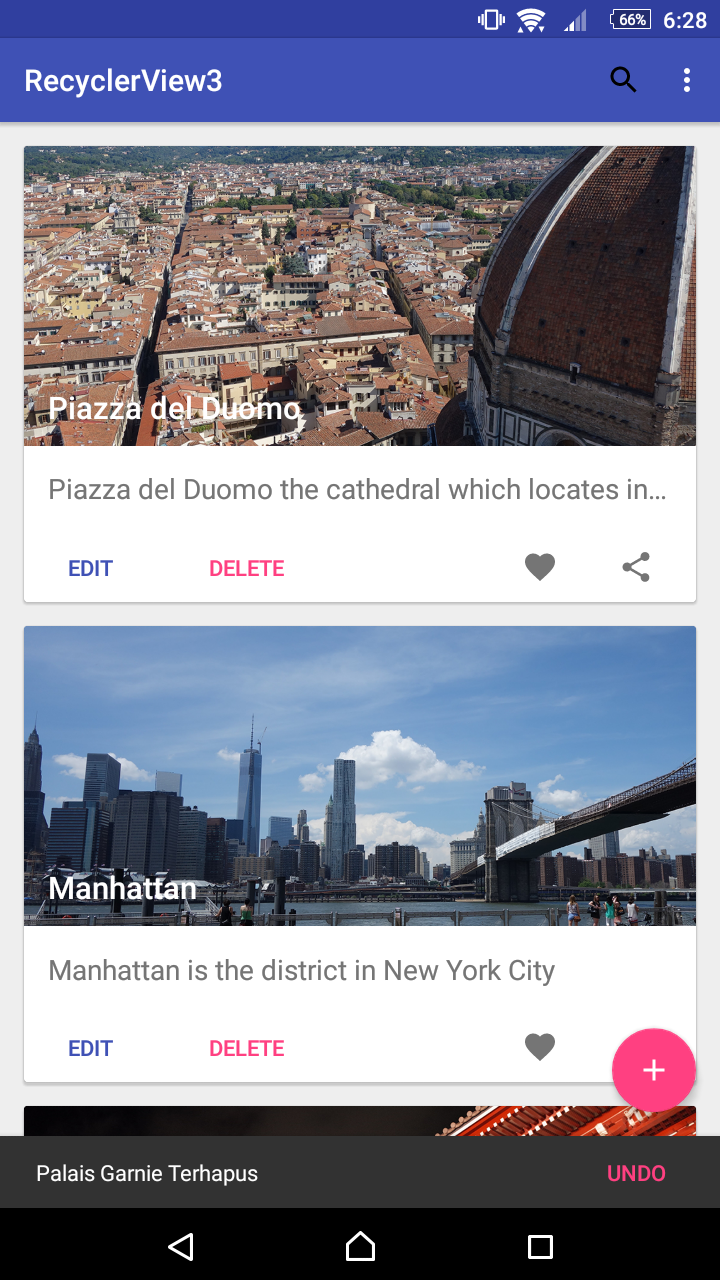 66% 6:28
RecyclerView3
Piazza del Duomo
Piazza del Duomo the cathedral which locates in…
EDIT DELETE
Manhattan
Manhattan is the district in New York City
EDIT DELETE
Palais Garnie Terhapus UNDO